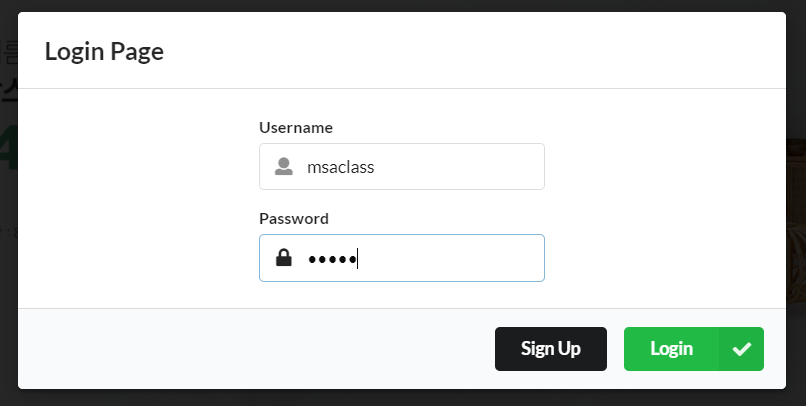 Login Page
Username
msaclass
Password
•••••
Sign Up
Login